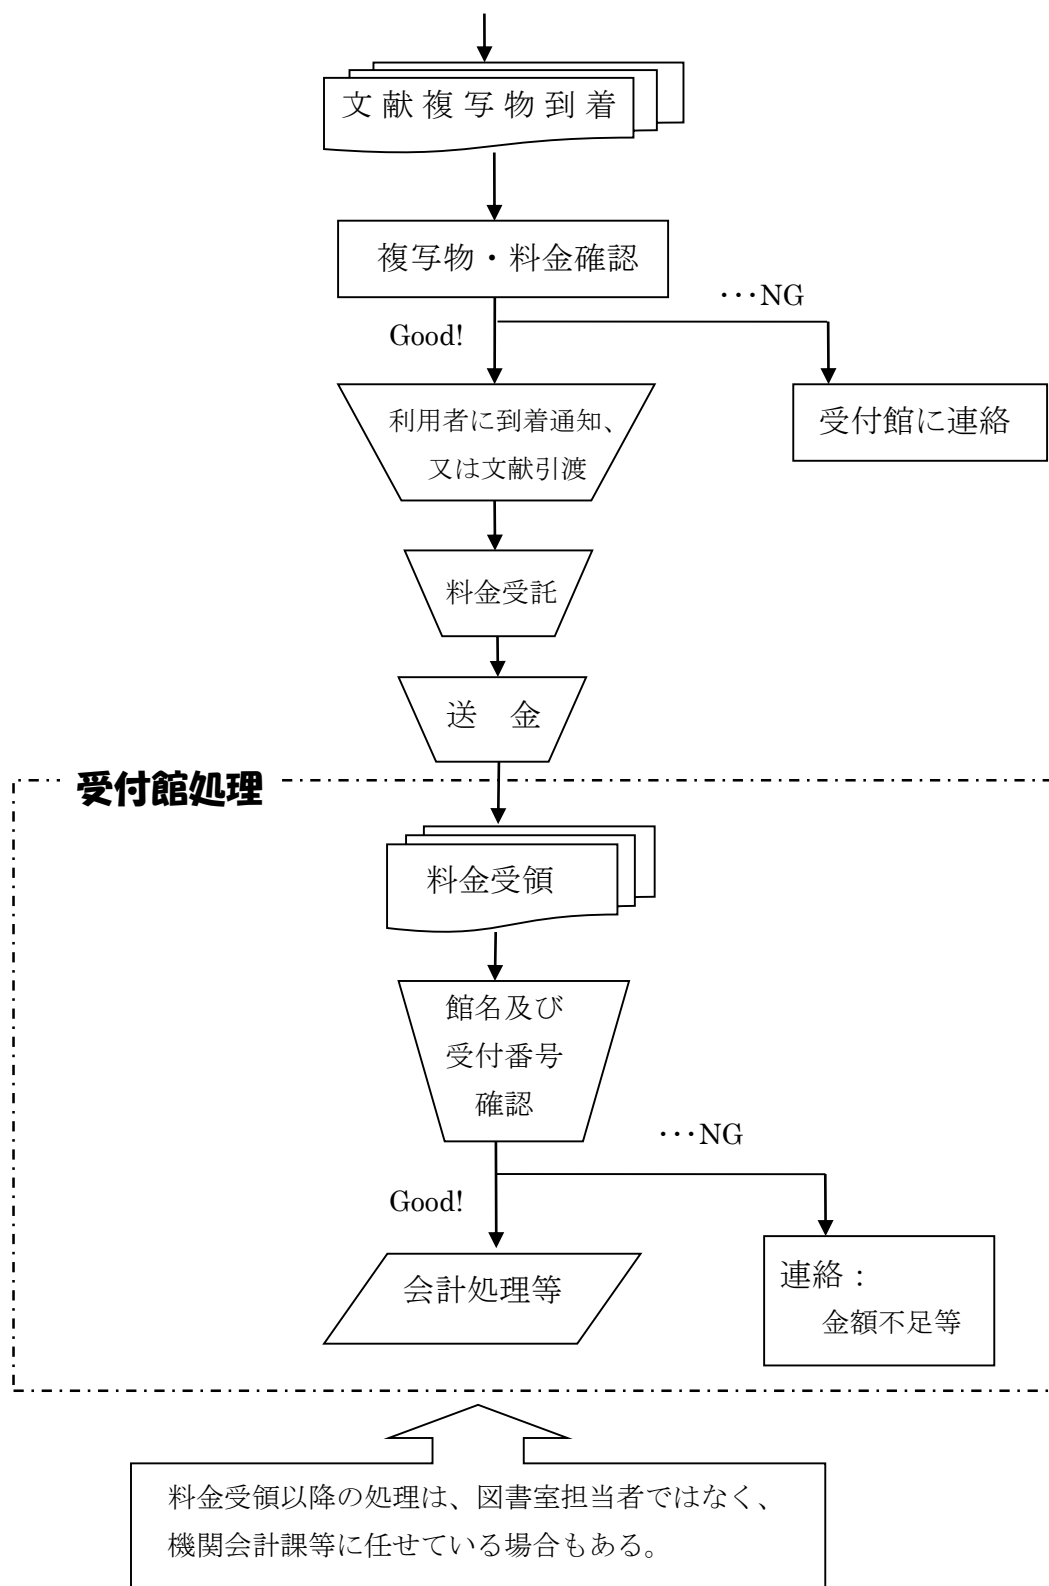 文献複写物到着
複写物・料金確認
・・・NG
Good!
利用者に到着通知、
又は文献引渡
受付館に連絡
料金受託
送　金
受付館処理
料金受領
館名及び
受付番号
確認
・・・NG
Good!
会計処理等
連絡：
金額不足等
料金受領以降の処理は、図書室担当者ではなく、
機関会計課等に任せている場合もある。